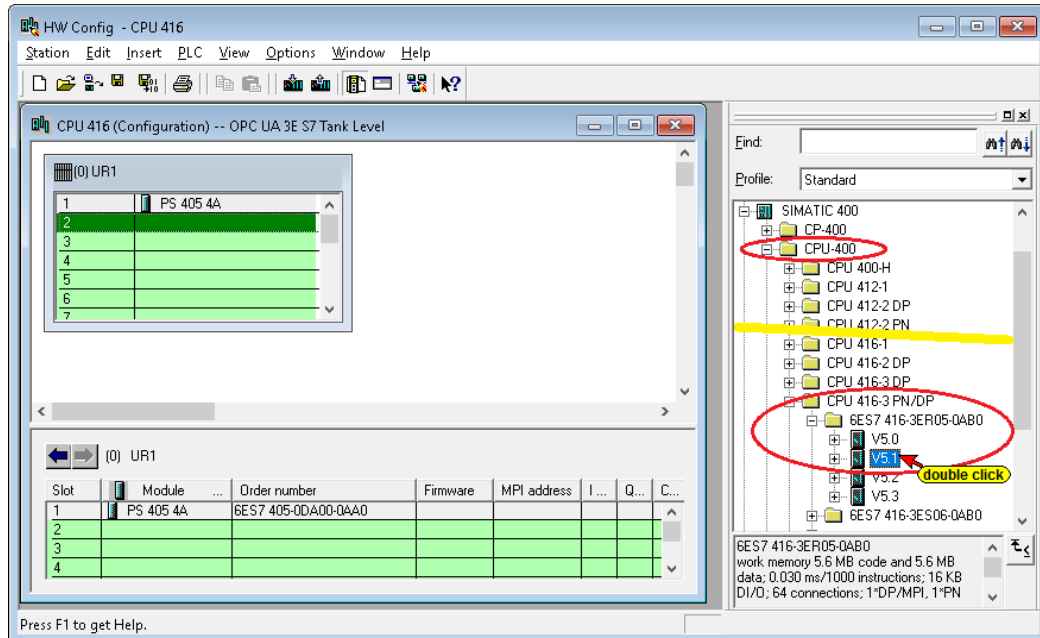 HW Config - CPU 416
Station Edit Insert PLC View Options Window Help
CPU 416 (Configuration) -- OPC UA 3E S7 Tank Level
(0) UR1
1 PS 405 4A
2
3
4
5
6
7
(0) UR1
Slot Module ... Order number Firmware MPI address I ... Q... C...
1 PS 405 4A 6ES7 405-0DA00-0AA0
2
3
4
Find:
Profile: Standard
SIMATIC 400
CP-400
CPU-400
CPU 400-H
CPU 412-1
CPU 412-2 DP
CPU 412-2 PN
CPU 416-1
CPU 416-2 DP
CPU 416-3 DP
CPU 416-3 PN/DP
6ES7 416-3ER05-0AB0
V5.0
V5.1
double click
V5.2
V5.3
6ES7 416-3ES06-0AB0
6ES7 416-3ER05-0AB0
work memory 5.6 MB code and 5.6 MB
data; 0.030 ms/1000 instructions; 16 KB
DI/O; 64 connections; 1*DP/MPI, 1*PN
Press F1 to get Help.